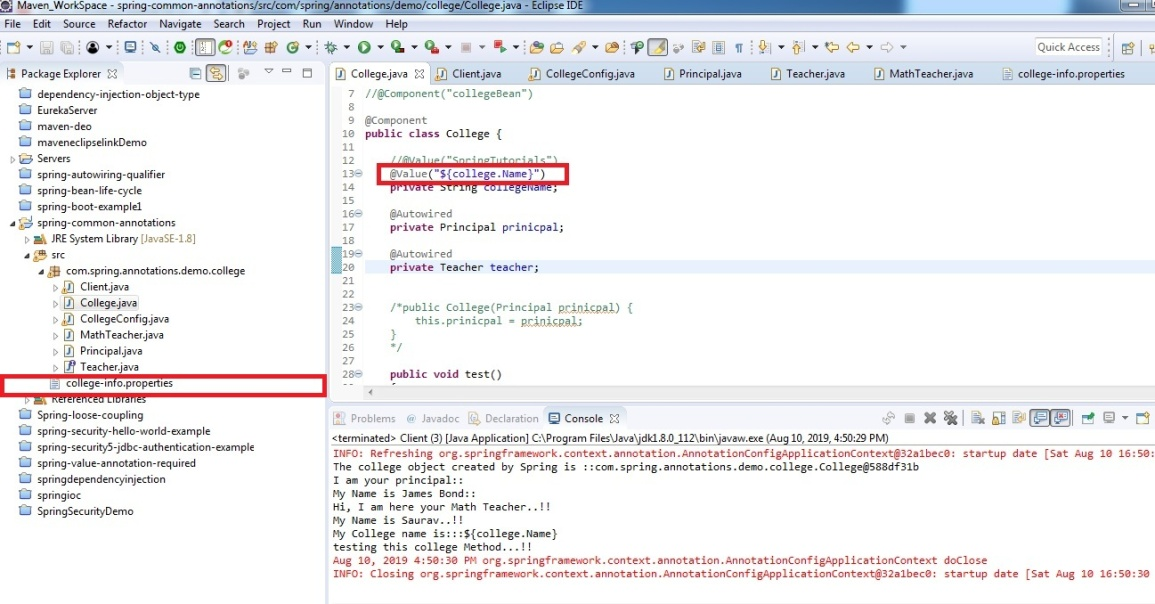 Maven_WorkSpace - spring-common-annotations/src/com/spring/annotations/demo/college/College.java - Eclipse IDE
File Edit Source Refactor Navigate Search Project Run Window Help
Quick Access
Package Explorer
dependency-injection-object-type
EurekaServer
maven-deo
maveneclipselinkDemo
Servers
spring-autowiring-qualifier
spring-bean-life-cycle
spring-boot-example1
spring-common-annotations
JRE System Library [JavaSE-1.8]
src
com.spring.annotations.demo.college
Client.java
College.java
CollegeConfig.java
MathTeacher.java
Principal.java
Teacher.java
college-info.properties
Referenced Libraries
Spring-loose-coupling
spring-security-hello-world-example
spring-security5-jdbc-authentication-example
spring-value-annotation-required
springdependencyinjection
springioc
SpringSecurityDemo
College.java Client.java CollegeConfig.java Principal.java Teacher.java MathTeacher.java college-info.properties
7 //@Component("collegeBean")
8
9 @Component
10 public class College {
11
12 //@Value("SpringTutorials")
13 @Value("${college.Name}")
14 private String collegeName;
15
16 @Autowired
17 private Principal prinicpal;
18
19 @Autowired
20 private Teacher teacher;
21
22
23 /*public College(Principal prinicpal) {
24 this.prinicpal = prinicpal;
25 }
26 */
27
28 public void test()
Problems Javadoc Declaration Console
<terminated> Client (3) [Java Application] C:\Program Files\Java\jdk1.8.0_112\bin\javaw.exe (Aug 10, 2019, 4:50:29 PM)
INFO: Refreshing org.springframework.context.annotation.AnnotationConfigApplicationContext@32a1bec0: startup date [Sat Aug 10 16:50:
The college object created by Spring is ::com.spring.annotations.demo.college.College@588df31b
I am your principal::
My Name is James Bond::
Hi, I am here your Math Teacher..!!
My Name is Saurav..!!
My College name is:::${college.Name}
testing this college Method...!!
Aug 10, 2019 4:50:30 PM org.springframework.context.annotation.AnnotationConfigApplicationContext doClose
INFO: Closing org.springframework.context.annotation.AnnotationConfigApplicationContext@32a1bec0: startup date [Sat Aug 10 16:50:30